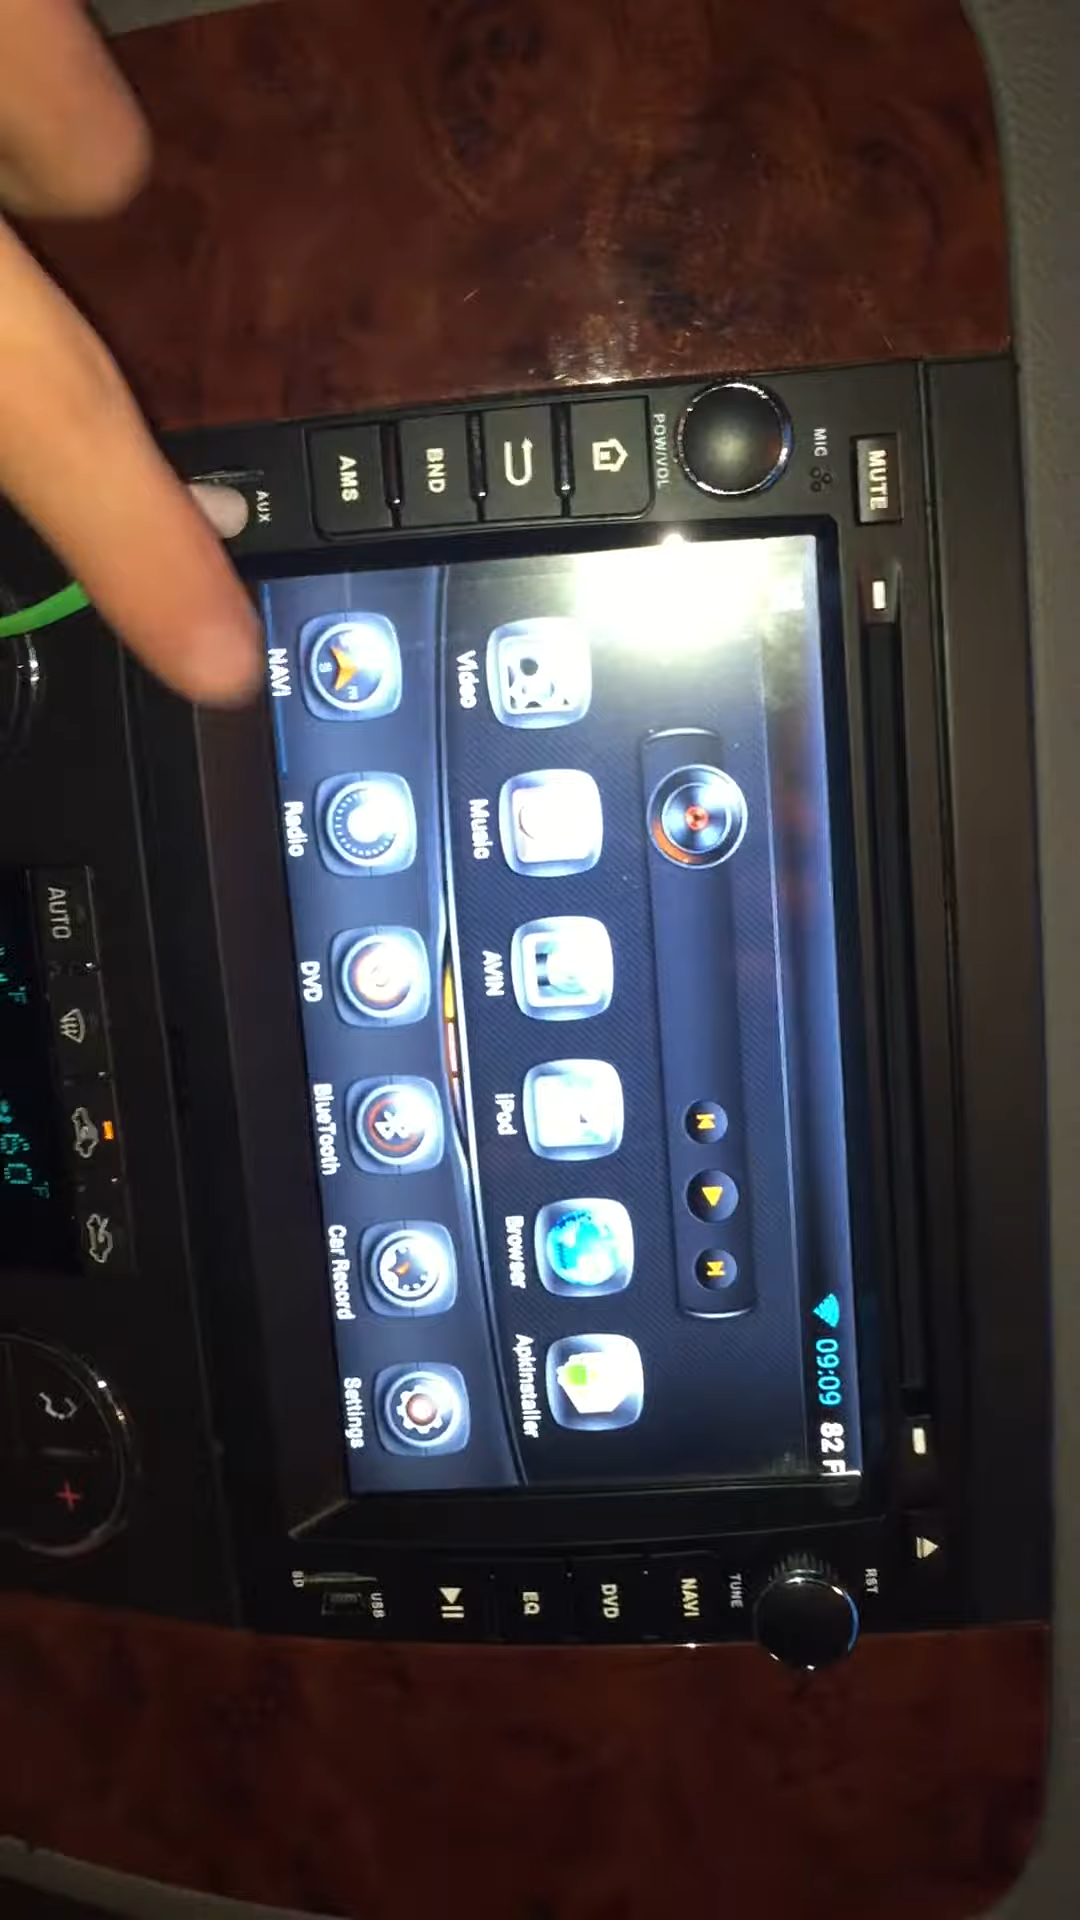 MUTE
MIC
POW/VOL
BND
AMS
AUX
09:09 82 F
Video Music AVIN iPod Browser ApkInstaller
NAVI Radio DVD BlueTooth Car Record Settings
RST
TUNE
NAVI
DVD
EQ
USB
SD
AUTO
60°F